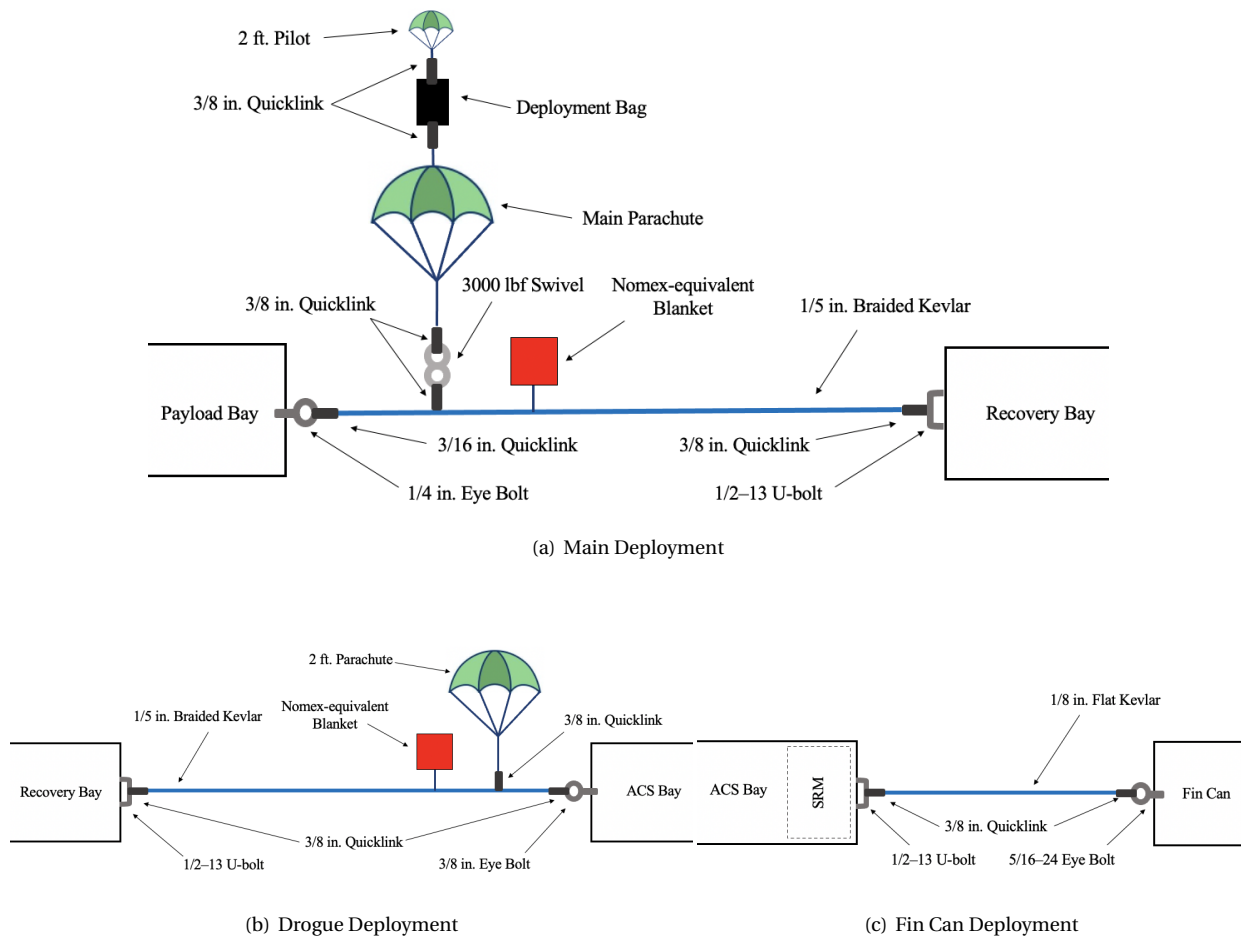 2 ft. Pilot
3/8 in. Quicklink
Deployment Bag
Main Parachute
3000 lbf Swivel
Nomex-equivalent
Blanket
3/8 in. Quicklink
1/5 in. Braided Kevlar
Payload Bay
Recovery Bay
3/16 in. Quicklink
3/8 in. Quicklink
1/4 in. Eye Bolt
1/2–13 U-bolt
(a) Main Deployment
2 ft. Parachute
Nomex-equivalent
Blanket
1/5 in. Braided Kevlar
3/8 in. Quicklink
Recovery Bay
ACS Bay
3/8 in. Quicklink
1/2–13 U-bolt
3/8 in. Eye Bolt
(b) Drogue Deployment
1/8 in. Flat Kevlar
ACS Bay
SRM
Fin Can
3/8 in. Quicklink
1/2–13 U-bolt
5/16–24 Eye Bolt
(c) Fin Can Deployment